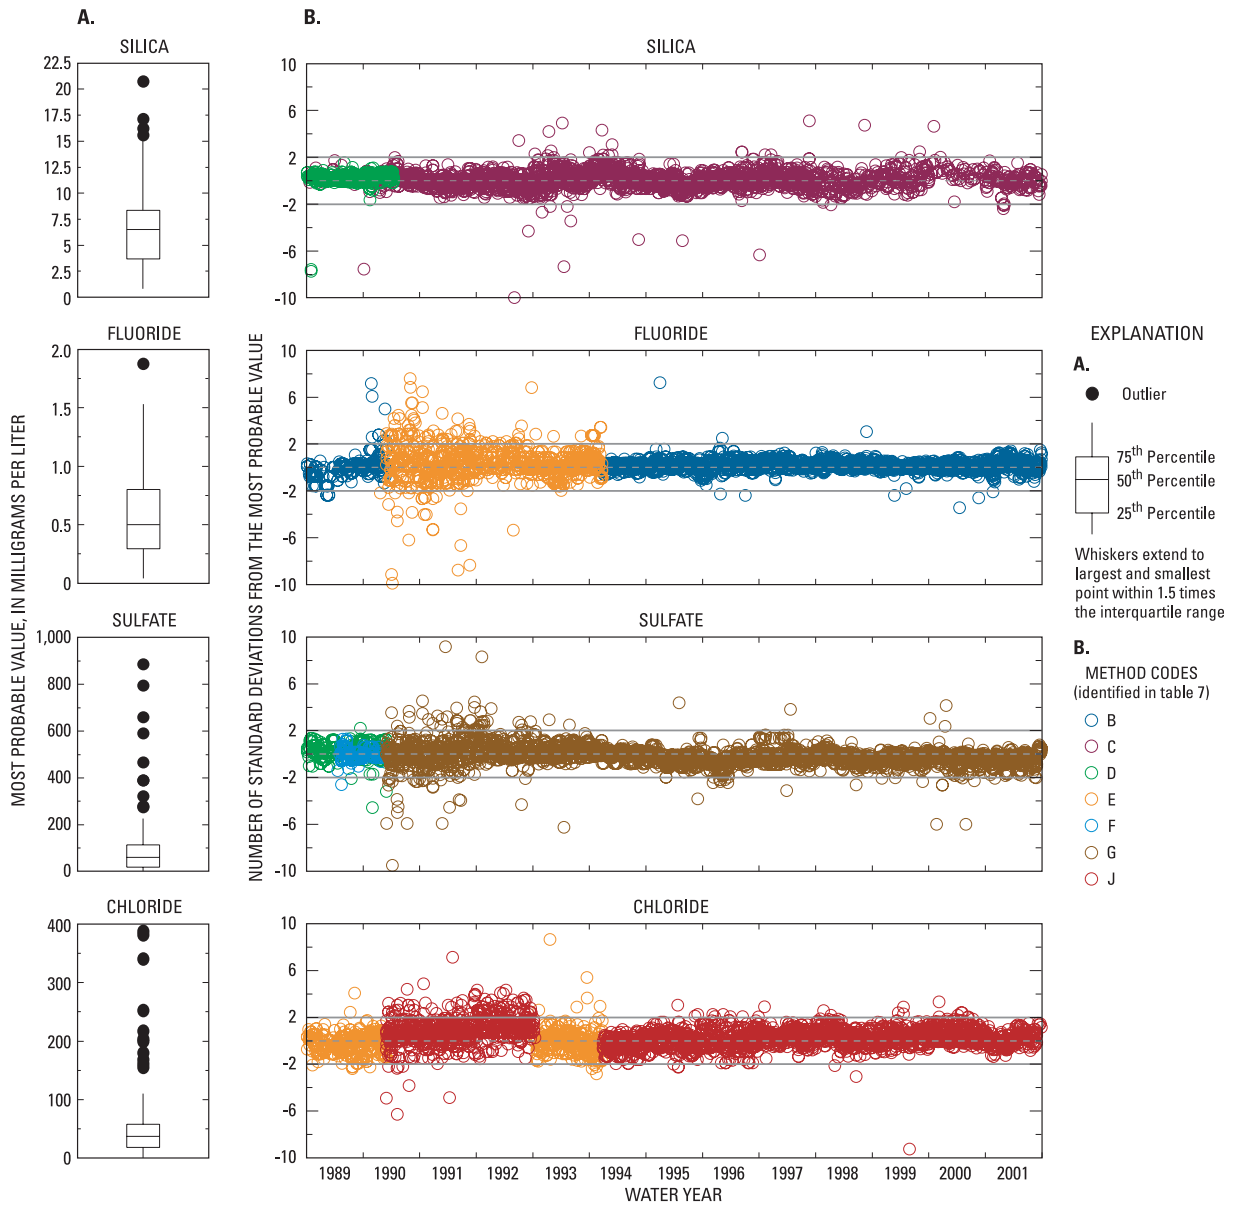 A.
B.
SILICA
SILICA
22.5
20
17.5
15
12.5
10
7.5
5
2.5
0
10
6
2
-2
-6
-10
FLUORIDE
FLUORIDE
2.0
1.5
1.0
0.5
0
10
6
2
-2
-6
-10
SULFATE
SULFATE
1,000
800
600
400
200
0
10
6
2
-2
-6
-10
CHLORIDE
CHLORIDE
400
300
200
100
0
10
6
2
-2
-6
-10
1989 1990 1991 1992 1993 1994 1995 1996 1997 1998 1999 2000 2001
WATER YEAR
MOST PROBABLE VALUE, IN MILLIGRAMS PER LITER
NUMBER OF STANDARD DEVIATIONS FROM THE MOST PROBABLE VALUE
EXPLANATION
A.
Outlier
75th Percentile
50th Percentile
25th Percentile
Whiskers extend to
largest and smallest
point within 1.5 times
the interquartile range
B.
METHOD CODES
(identified in table 7)
B
C
D
E
F
G
J